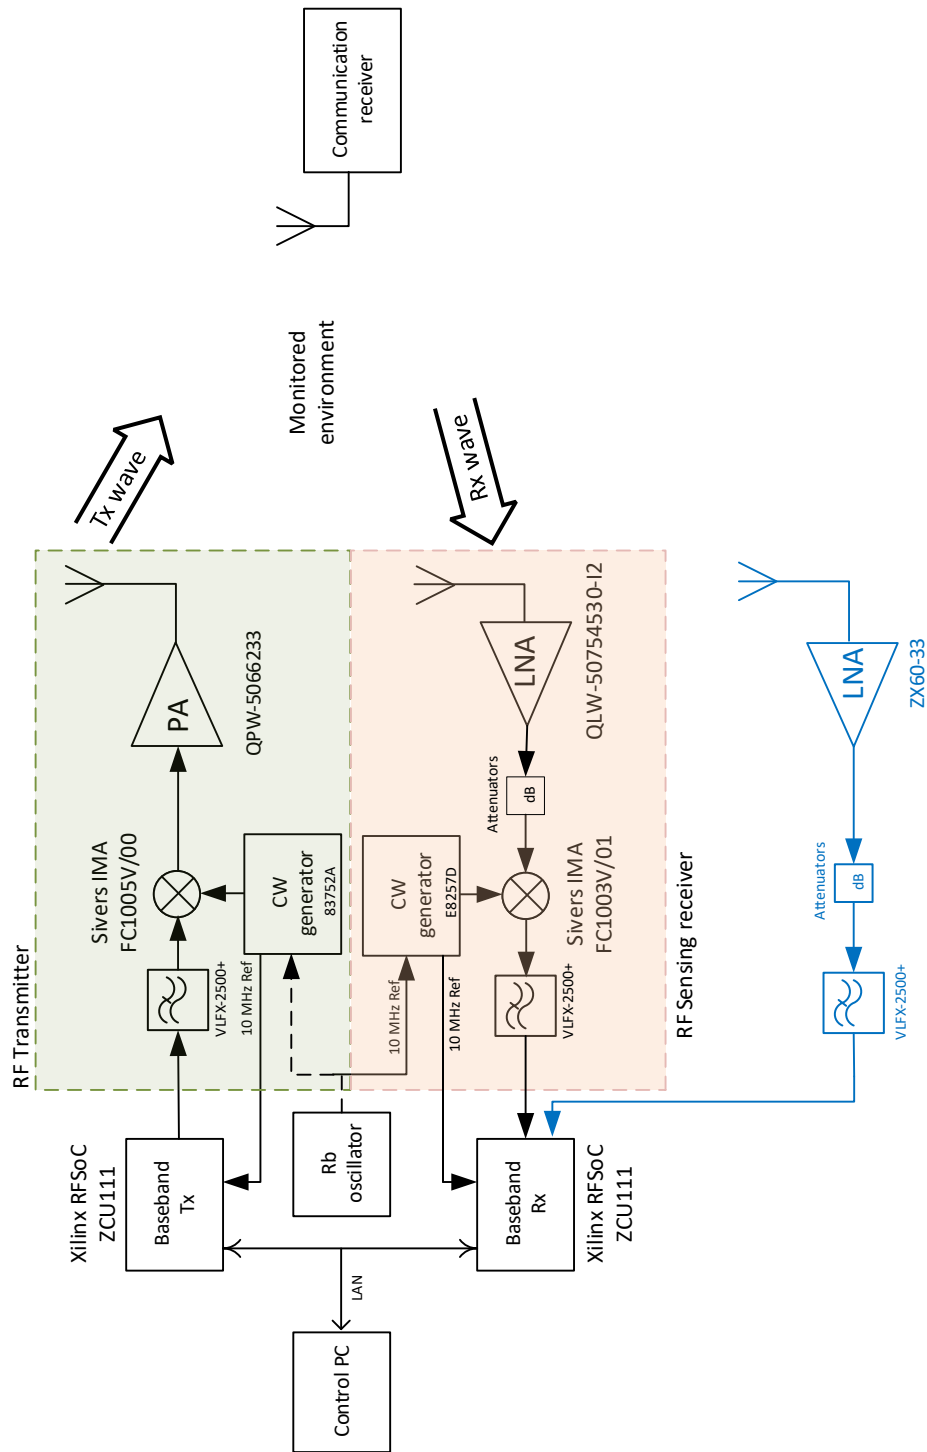 Control PC
LAN
Xilinx RFSoC
ZCU111
Baseband
Tx
Rb
oscillator
Baseband
Rx
Xilinx RFSoC
ZCU111
RF Transmitter
VLFX-2500+
10 MHz Ref
Sivers IMA
FC1005V/00
CW
generator
83752A
PA
QPW-5066233
10 MHz Ref
10 MHz Ref
CW
generator
E8257D
VLFX-2500+
Sivers IMA
FC1003V/01
Attenuators
dB
LNA
QLW-50754530-I2
RF Sensing receiver
VLFX-2500+
Attenuators
dB
LNA
ZX60-33
Tx wave
Rx wave
Monitored
environment
Communication
receiver